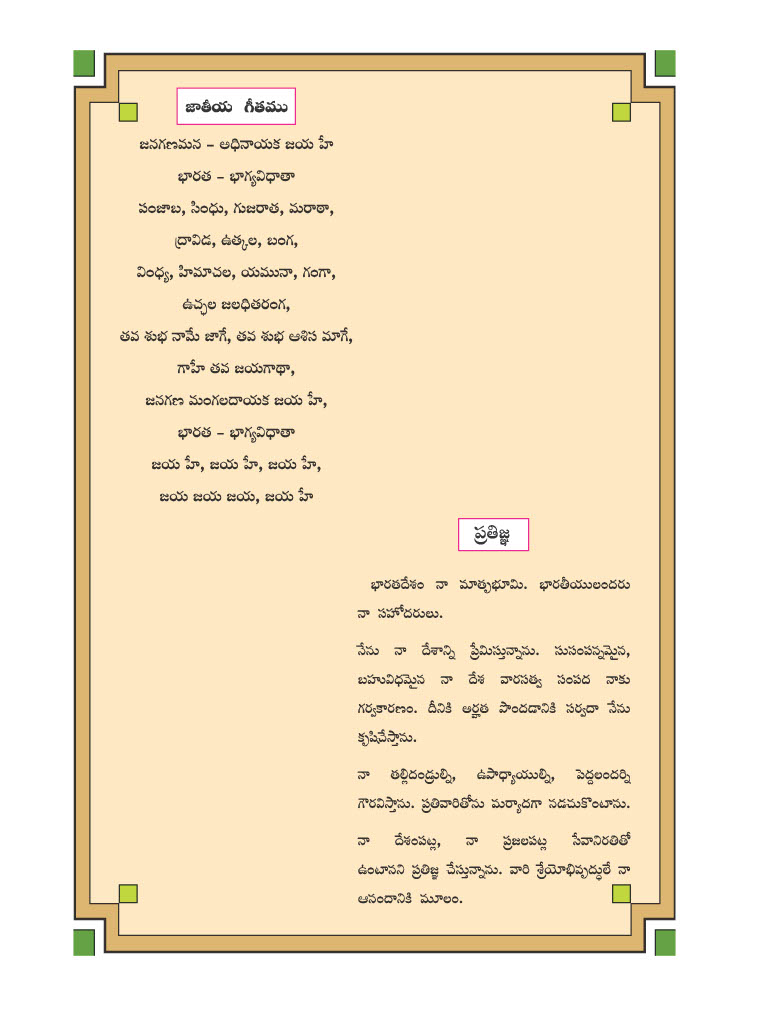 జాతీయ గీతము
జనగణమన – అధినాయక జయ హే
భారత – భాగ్యవిధాతా
పంజాబ, సింధు, గుజరాత, మరాఠా,
ద్రావిడ, ఉత్కల, బంగ,
వింధ్య, హిమాచల, యమునా, గంగా,
ఉచ్ఛల జలధితరంగ,
తవ శుభ నామే జాగే, తవ శుభ ఆశిస మాగే,
గాహే తవ జయగాథా,
జనగణ మంగలదాయక జయ హే,
భారత – భాగ్యవిధాతా
జయ హే, జయ హే, జయ హే,
జయ జయ జయ, జయ హే
ప్రతిజ్ఞ
భారతదేశం నా మాతృభూమి. భారతీయులందరు
నా సహోదరులు.
నేను నా దేశాన్ని ప్రేమిస్తున్నాను. సుసంపన్నమైన,
బహువిధమైన నా దేశ వారసత్వ సంపద నాకు
గర్వకారణం. దీనికి అర్హత పొందడానికి సర్వదా నేను
కృషిచేస్తాను.
నా తల్లిదండ్రుల్ని, ఉపాధ్యాయుల్ని, పెద్దలందర్ని
గౌరవిస్తాను. ప్రతివారితోను మర్యాదగా నడచుకొంటాను.
నా దేశంపట్ల, నా ప్రజలపట్ల సేవానిరతితో
ఉంటానని ప్రతిజ్ఞ చేస్తున్నాను. వారి శ్రేయోభివృద్ధులే నా
ఆనందానికి మూలం.